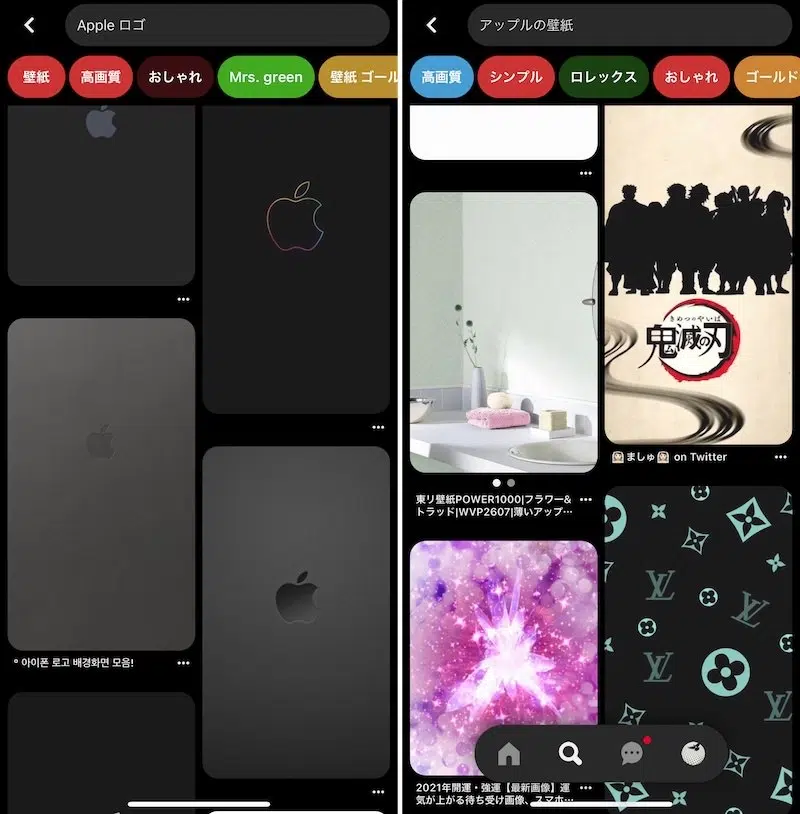 Apple ロゴ
壁紙
高画質
おしゃれ
Mrs. green
壁紙 ゴール
° 아이폰 로고 배경화면 모음!
アップルの壁紙
高画質
シンプル
ロレックス
おしゃれ
ゴールド
東リ壁紙POWER1000|フラワー&
トラッド|WVP2607|薄いアップ…
きめつのやいば
鬼滅の刃
ましゅ on Twitter
LV
LV
LV
LV
2021年開運・強運【最新画像】運
気が上がる待ち受け画像、スマホ…